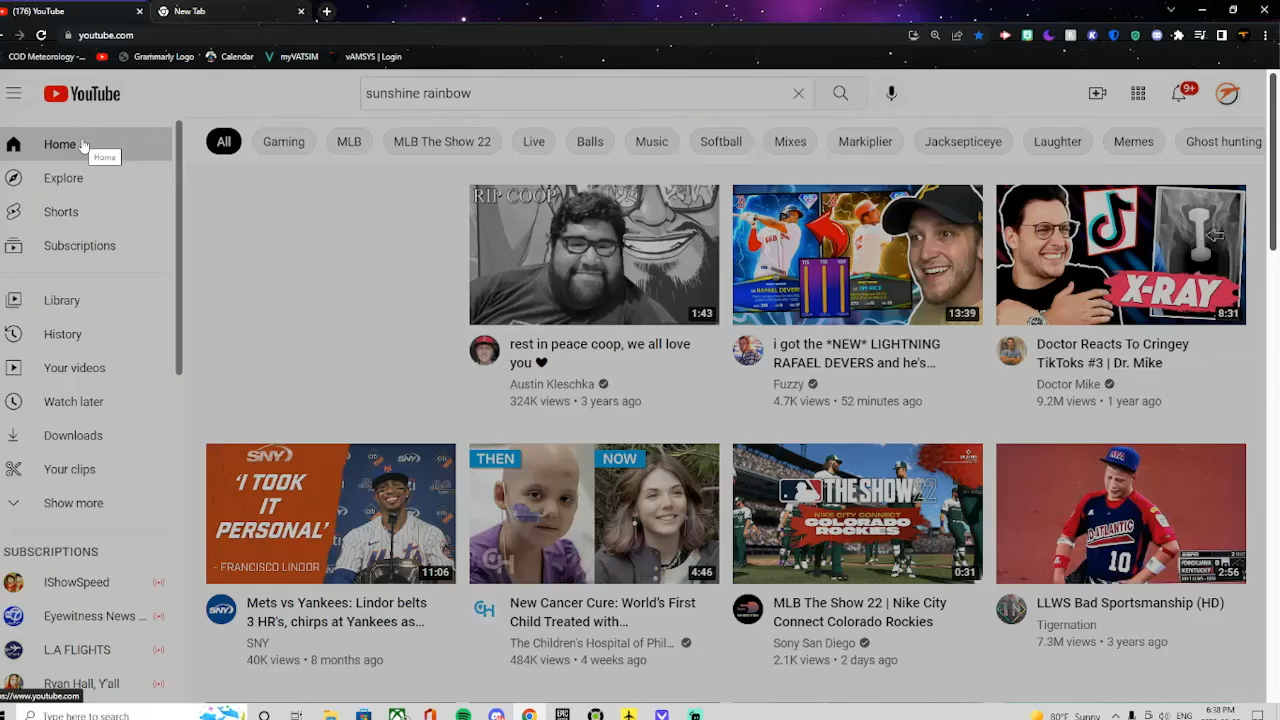 (176) YouTube
New Tab
youtube.com
COD Meteorology -...
Grammarly Logo
Calendar
myVATSIM
vAMSYS | Login
YouTube
sunshine rainbow
9+
Home
Home
Explore
Shorts
Subscriptions
Library
History
Your videos
Watch later
Downloads
Your clips
Show more
SUBSCRIPTIONS
IShowSpeed
Eyewitness News ...
L.A FLIGHTS
Ryan Hall, Y'all
All
Gaming
MLB
MLB The Show 22
Live
Balls
Music
Softball
Mixes
Markiplier
Jacksepticeye
Laughter
Memes
Ghost hunting
RIP COOP
1:43
rest in peace coop, we all love
you 🖤
Austin Kleschka
324K views • 3 years ago
RAFAEL DEVERS
JIM RICE
13:39
i got the *NEW* LIGHTNING
RAFAEL DEVERS and he's...
Fuzzy
4.7K views • 52 minutes ago
X-RAY
8:31
Doctor Reacts To Cringey
TikToks #3 | Dr. Mike
Doctor Mike
9.2M views • 1 year ago
SNY
'I TOOK
IT
PERSONAL'
- FRANCISCO LINDOR
11:06
Mets vs Yankees: Lindor belts
3 HR's, chirps at Yankees as...
SNY
40K views • 8 months ago
THEN
NOW
CH
4:46
New Cancer Cure: World's First
Child Treated with...
The Children's Hospital of Phil...
484K views • 4 weeks ago
THE SHOW 22
NIKE CITY CONNECT
COLORADO
ROCKIES
0:31
MLB The Show 22 | Nike City
Connect Colorado Rockies
Sony San Diego
2.1K views • 2 days ago
D-ATLANTIC
10
2:56
LLWS Bad Sportsmanship (HD)
Tigernation
7.3M views • 3 years ago
ps://www.youtube.com
Type here to search
80°F Sunny
6:38 PM